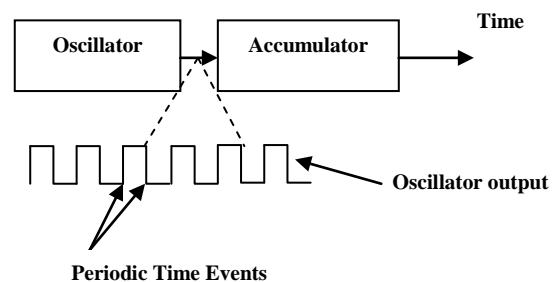 Time
Oscillator
Accumulator
Oscillator output
Periodic Time Events